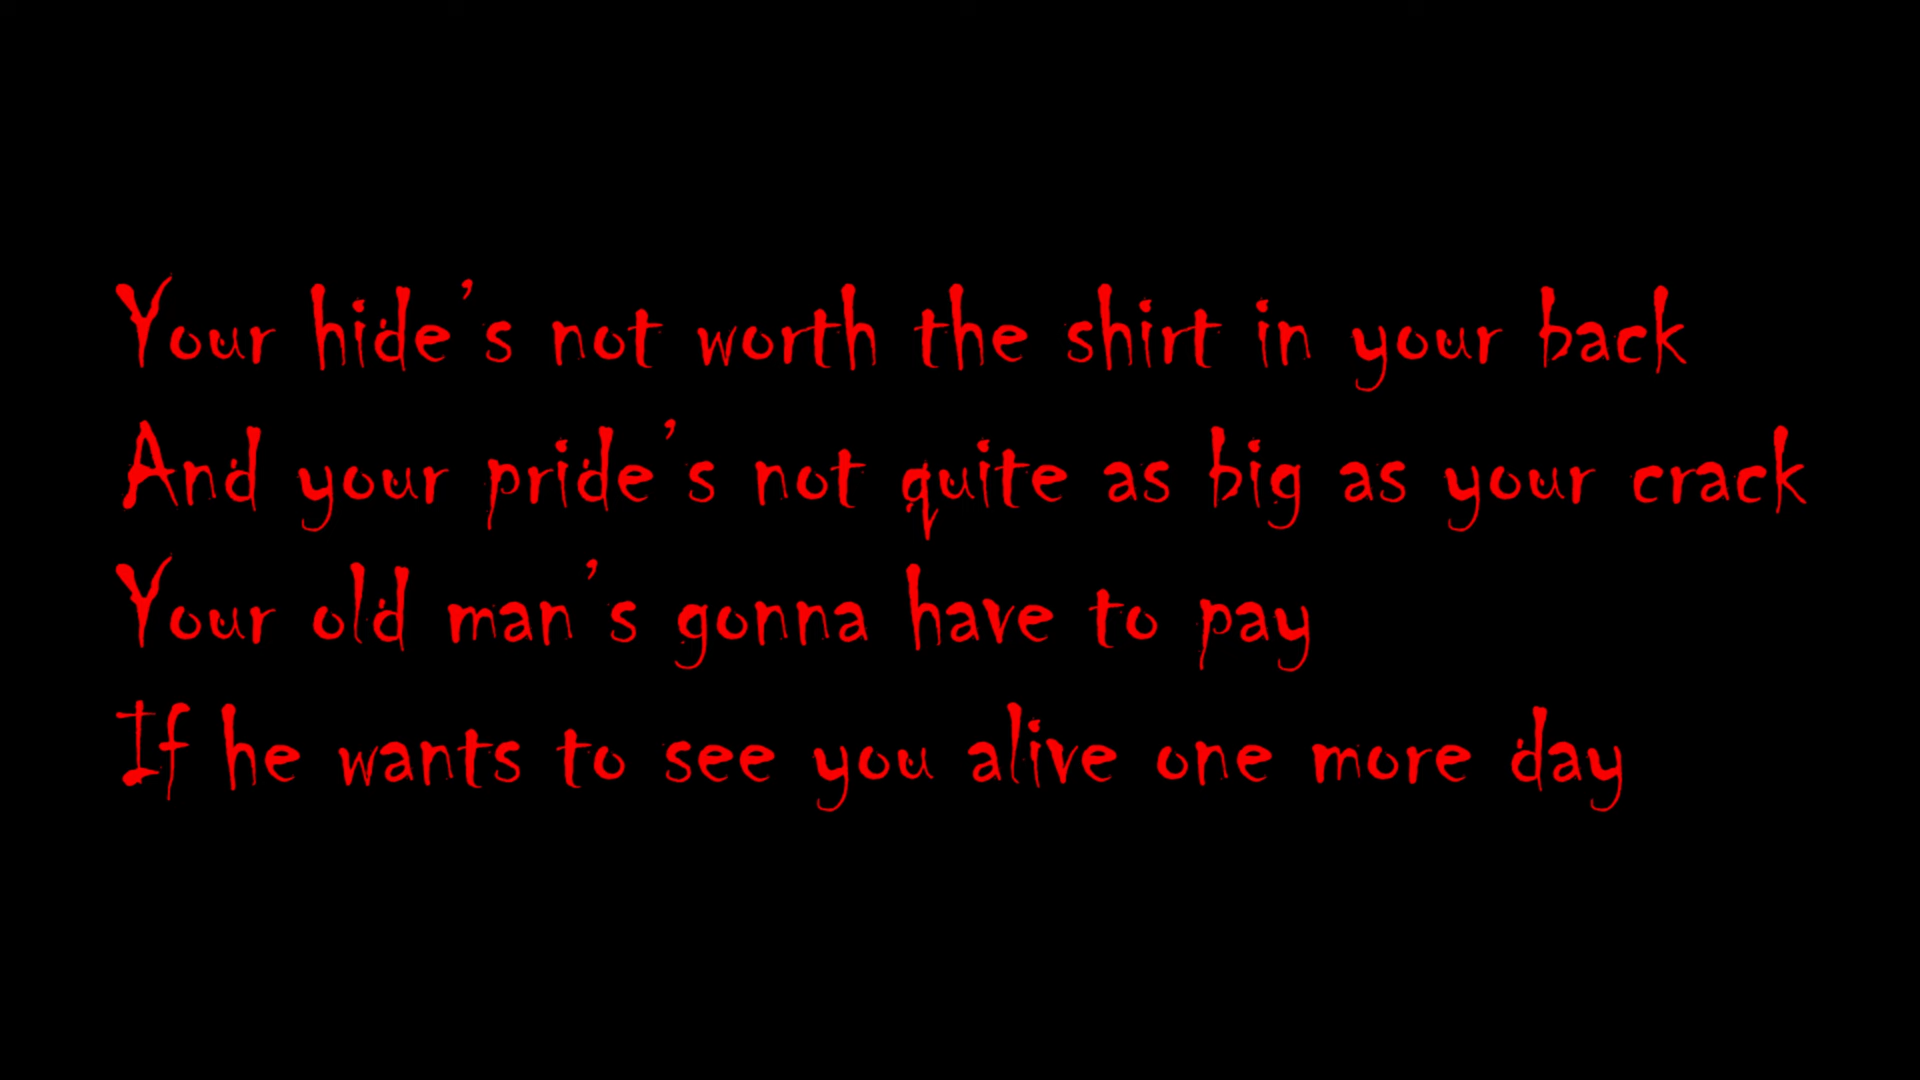 Your hide's not worth the shirt in your back
And your pride's not quite as big as your crack
Your old man's gonna have to pay
If he wants to see you alive one more day